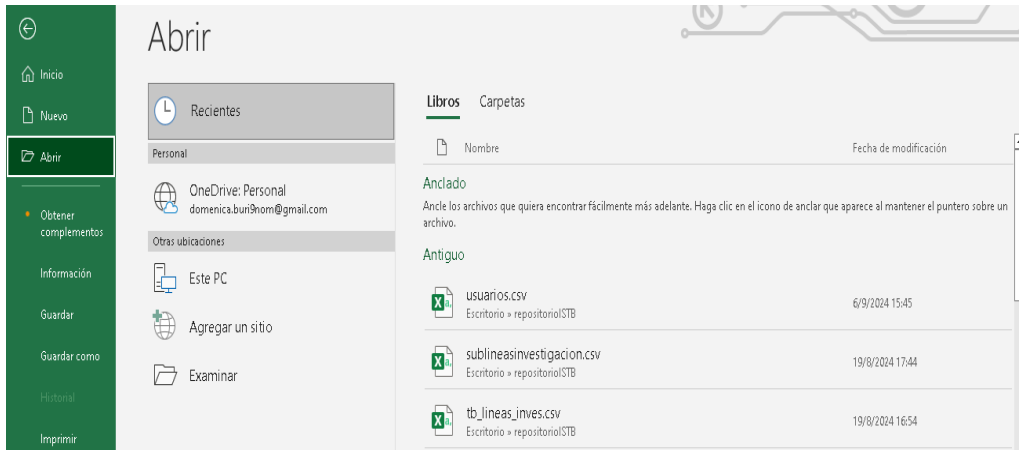 Abrir
Inicio
Nuevo
Abrir
Obtener
complementos
Información
Guardar
Guardar como
Historial
Imprimir
Recientes
Personal
OneDrive: Personal
domenica.buri9nom@gmail.com
Otras ubicaciones
Este PC
Agregar un sitio
Examinar
Libros Carpetas
Nombre Fecha de modificación
Anclado
Ancle los archivos que quiera encontrar fácilmente más adelante. Haga clic en el icono de anclar que aparece al mantener el puntero sobre un
archivo.
Antiguo
usuarios.csv 6/9/2024 15:45
Escritorio » repositorioISTB
sublineasinvestigacion.csv 19/8/2024 17:44
Escritorio » repositorioISTB
tb_lineas_inves.csv 19/8/2024 16:54
Escritorio » repositorioISTB